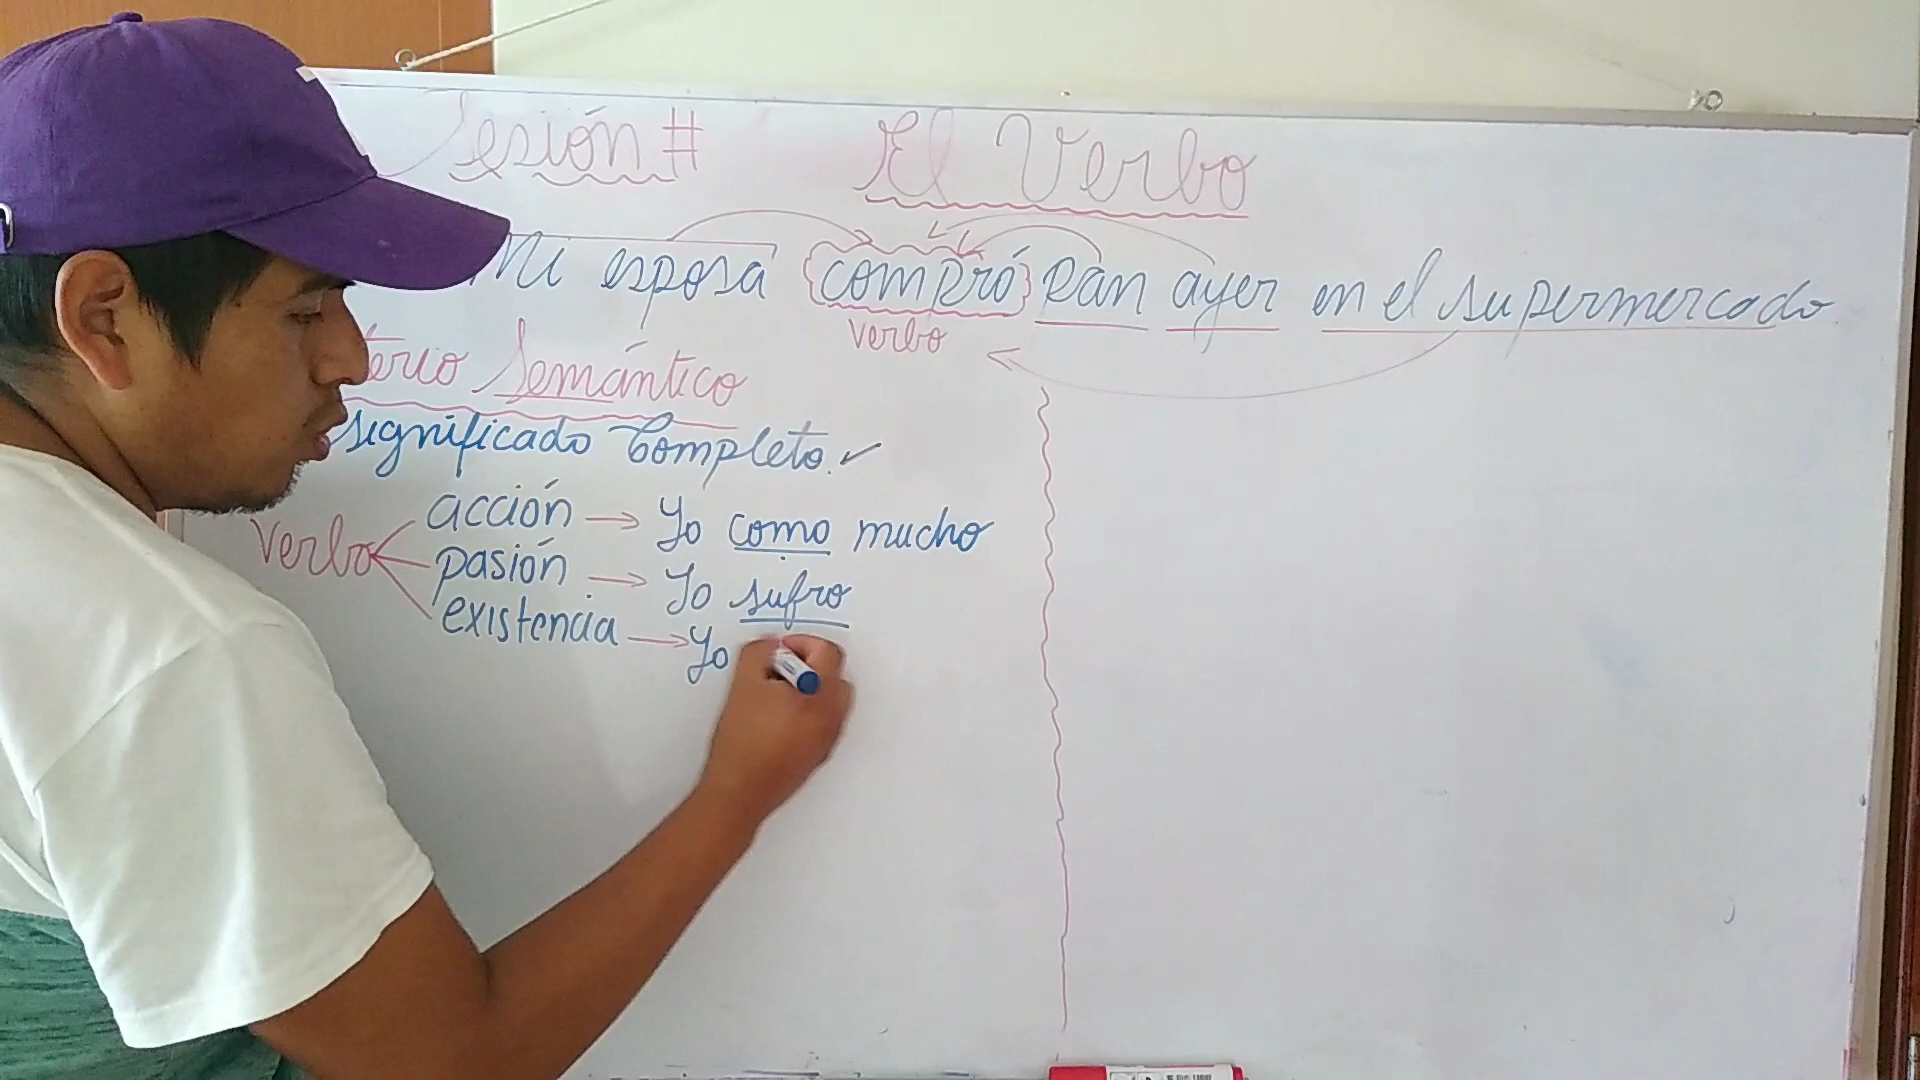 Sesión # El Verbo
Mi esposa compró Pan ayer en el supermercado
verbo
terio Semántico
significado Completo.
Verbo acción → Yo como mucho
pasión → Yo sufro
existencia → Yo